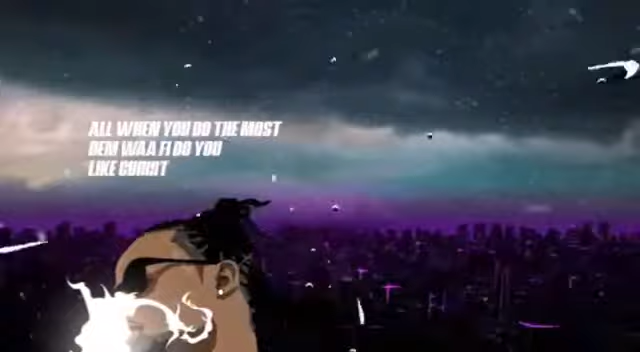 ALL WHEN YOU DO THE MOST
DEM WAA FI DO YOU
LIKE CHRIST